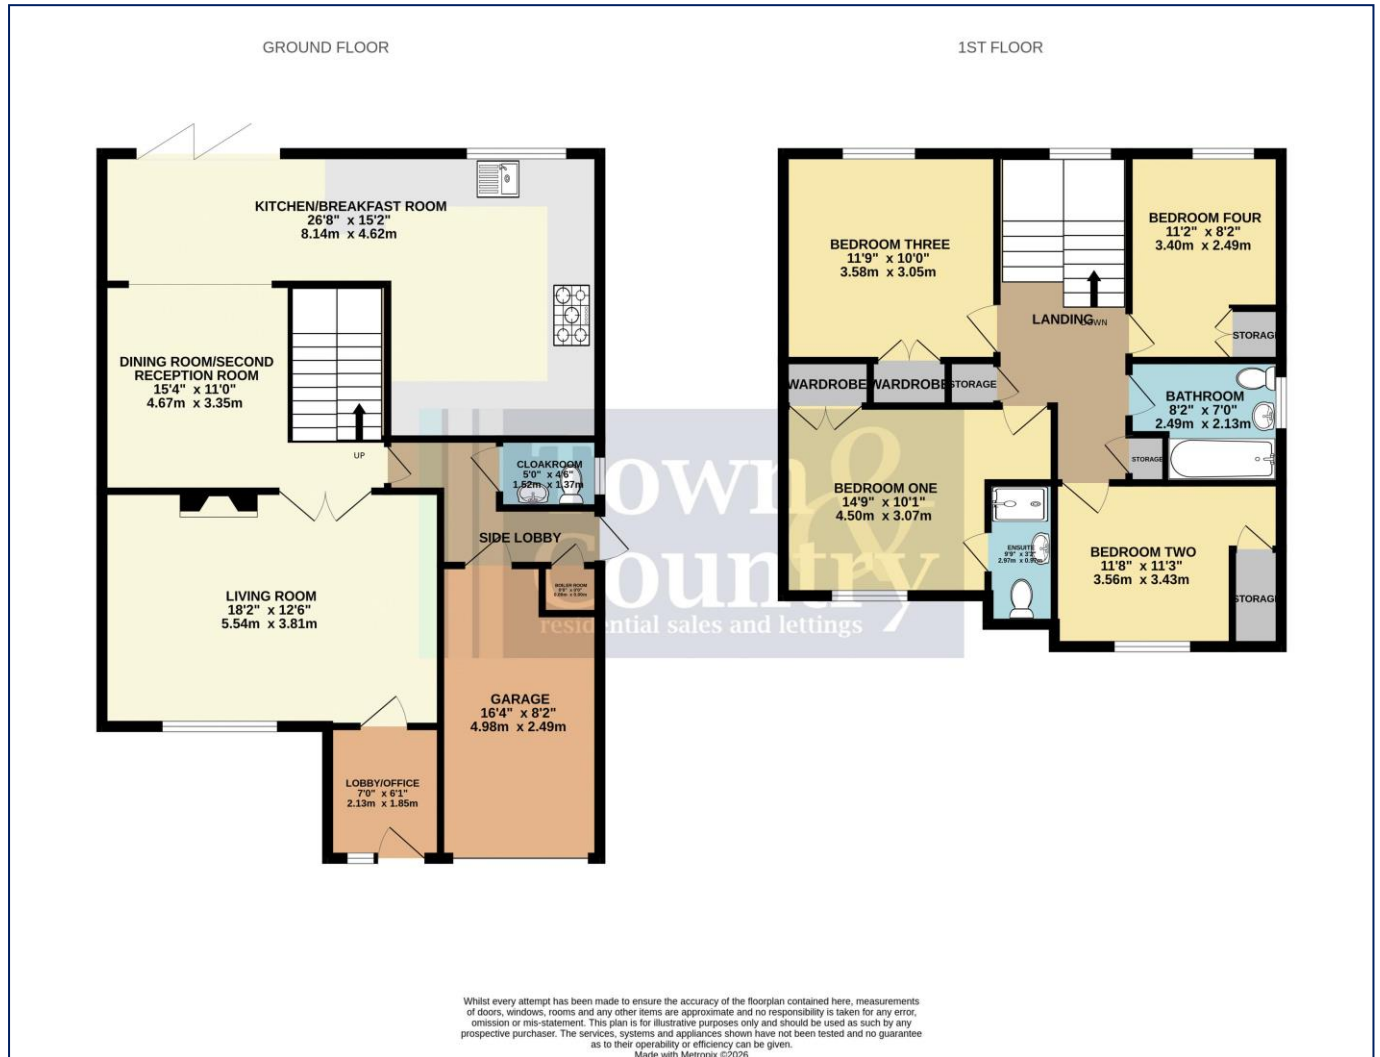 GROUND FLOOR
1ST FLOOR
KITCHEN/BREAKFAST ROOM
26'8" x 15'2"
8.14m x 4.62m
DINING ROOM/SECOND
RECEPTION ROOM
15'4" x 11'0"
4.67m x 3.35m
UP
CLOAKROOM
5'0" x 4'6"
1.52m x 1.37m
SIDE LOBBY
BOILER ROOM
LIVING ROOM
18'2" x 12'6"
5.54m x 3.81m
GARAGE
16'4" x 8'2"
4.98m x 2.49m
LOBBY/OFFICE
7'0" x 6'1"
2.13m x 1.85m
BEDROOM THREE
11'9" x 10'0"
3.58m x 3.05m
BEDROOM FOUR
11'2" x 8'2"
3.40m x 2.49m
LANDING
DOWN
STORAGE
WARDROBE
WARDROBE
STORAGE
BATHROOM
8'2" x 7'0"
2.49m x 2.13m
STORAGE
BEDROOM ONE
14'9" x 10'1"
4.50m x 3.07m
ENSUITE
9'9" x 3'2"
2.97m x 0.97m
BEDROOM TWO
11'8" x 11'3"
3.56m x 3.43m
STORAGE
Town &
Country
residential sales and lettings
Whilst every attempt has been made to ensure the accuracy of the floorplan contained here, measurements
of doors, windows, rooms and any other items are approximate and no responsibility is taken for any error,
omission or mis-statement. This plan is for illustrative purposes only and should be used as such by any
prospective purchaser. The services, systems and appliances shown have not been tested and no guarantee
as to their operability or efficiency can be given.
Made with Metropix ©2026